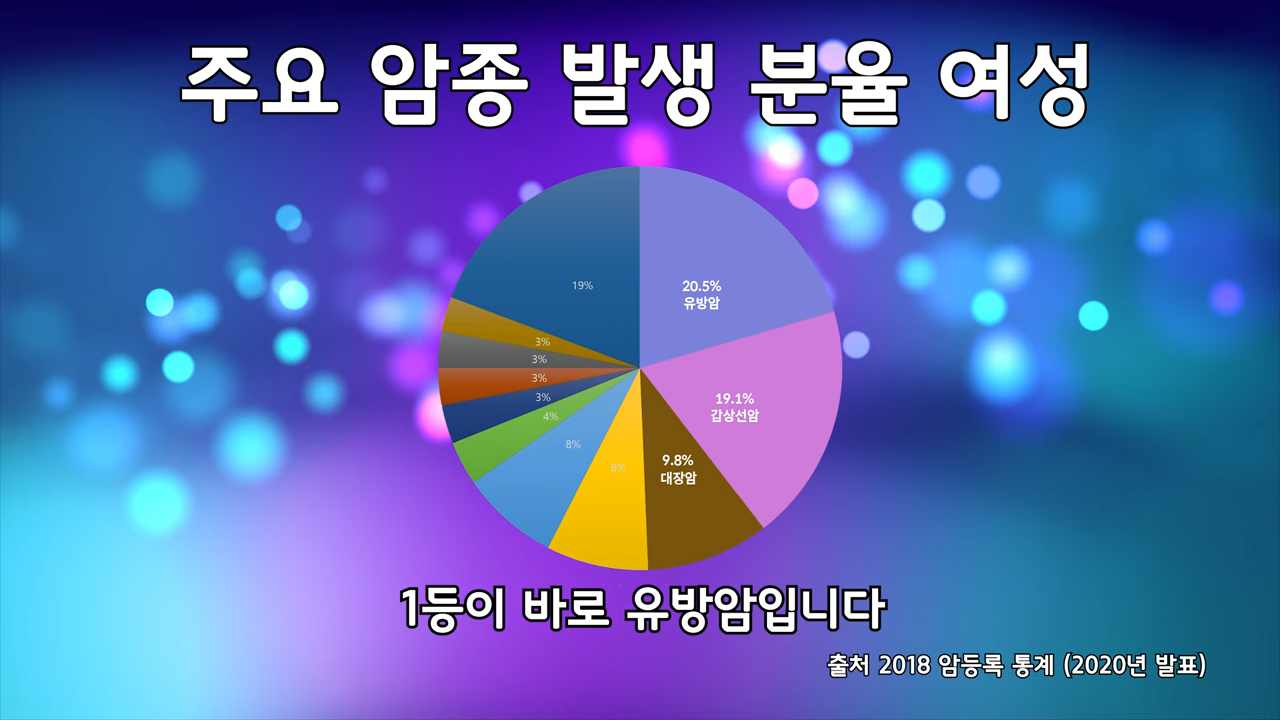 주요 암종 발생 분율 여성
20.5%
유방암
19.1%
갑상선암
9.8%
대장암
8%
8%
4%
3%
3%
3%
3%
19%
1등이 바로 유방암입니다
출처 2018 암등록 통계 (2020년 발표)